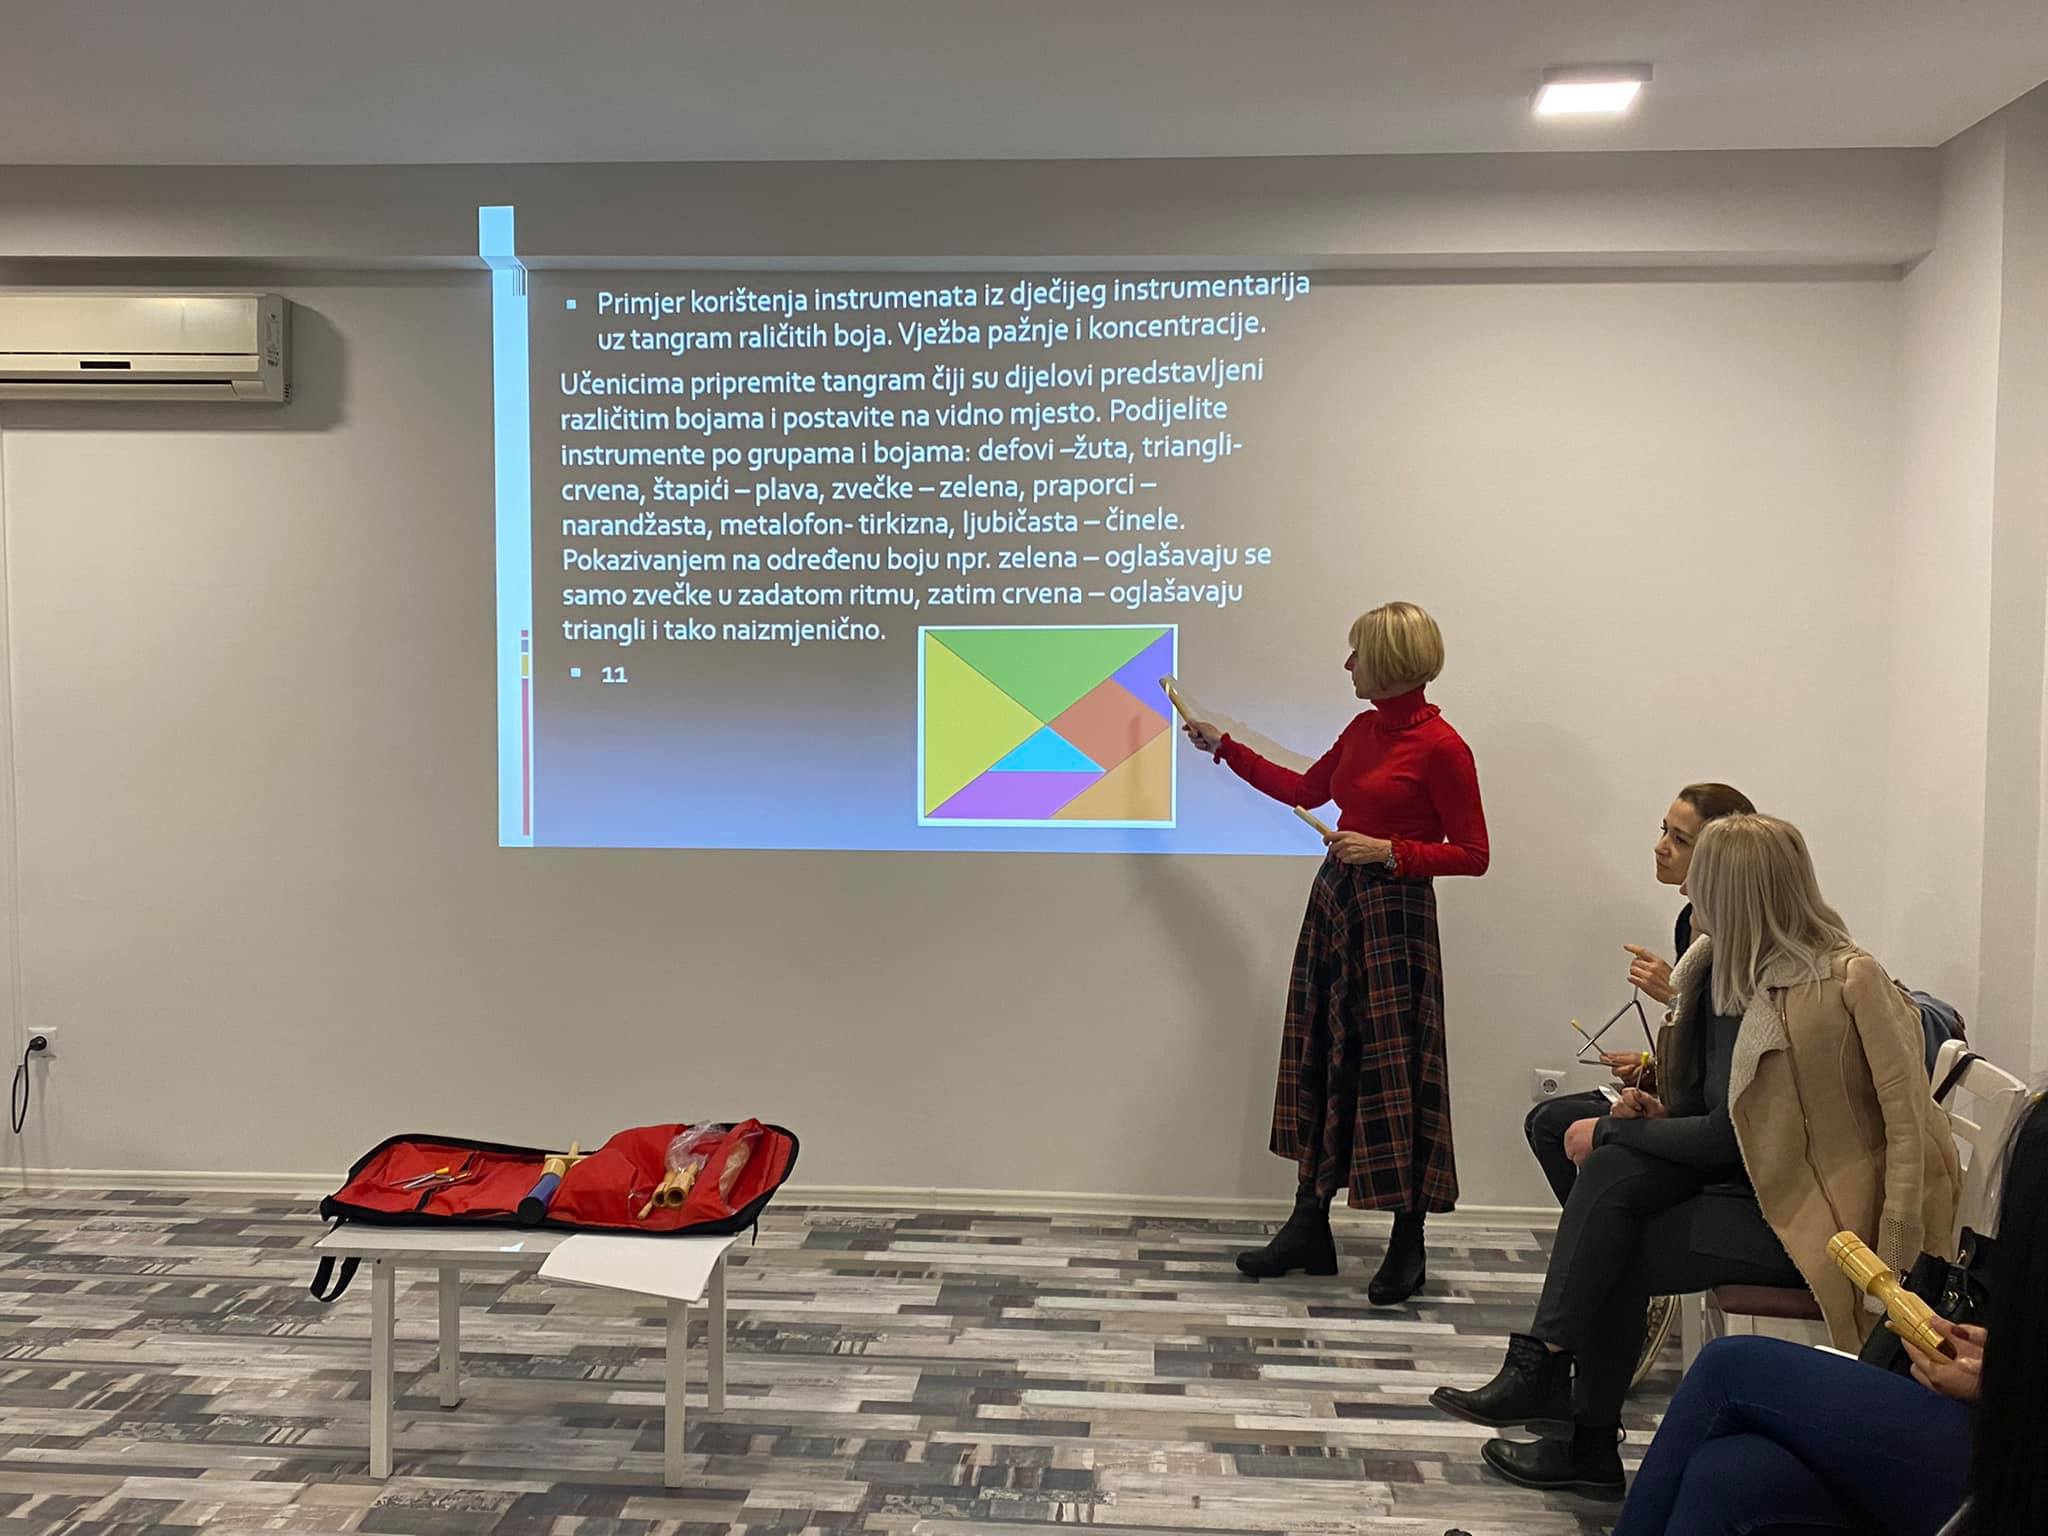 Primjer korištenja instrumenata iz dječijeg instrumentarija
uz tangram raličitih boja. Vježba pažnje i koncentracije.
Učenicima pripremite tangram čiji su dijelovi predstavljeni
različitim bojama i postavite na vidno mjesto. Podijelite
instrumente po grupama i bojama: defovi –žuta, triangli-
crvena, štapići – plava, zvečke – zelena, praporci –
narandžasta, metalofon- tirkizna, ljubičasta – činele.
Pokazivanjem na određenu boju npr. zelena – oglašavaju se
samo zvečke u zadatom ritmu, zatim crvena – oglašavaju
triangli i tako naizmjenično.
11